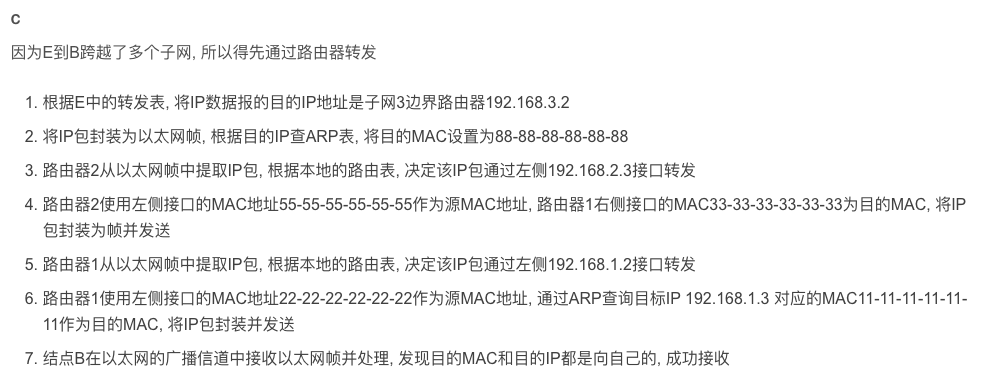 c
因为E到B跨越了多个子网, 所以得先通过路由器转发
1. 根据E中的转发表, 将IP数据报的目的IP地址是子网3边界路由器192.168.3.2
2. 将IP包封装为以太网帧, 根据目的IP查ARP表, 将目的MAC设置为88-88-88-88-88-88
3. 路由器2从以太网帧中提取IP包, 根据本地的路由表, 决定该IP包通过左侧192.168.2.3接口转发
4. 路由器2使用左侧接口的MAC地址55-55-55-55-55-55作为源MAC地址, 路由器1右侧接口的MAC33-33-33-33-33-33为目的MAC, 将IP
包封装为帧并发送
5. 路由器1从以太网帧中提取IP包, 根据本地的路由表, 决定该IP包通过左侧192.168.1.2接口转发
6. 路由器1使用左侧接口的MAC地址22-22-22-22-22-22作为源MAC地址, 通过ARP查询目标IP 192.168.1.3 对应的MAC11-11-11-11-11-
11作为目的MAC, 将IP包封装并发送
7. 结点B在以太网的广播信道中接收以太网帧并处理, 发现目的MAC和目的IP都是向自己的, 成功接收